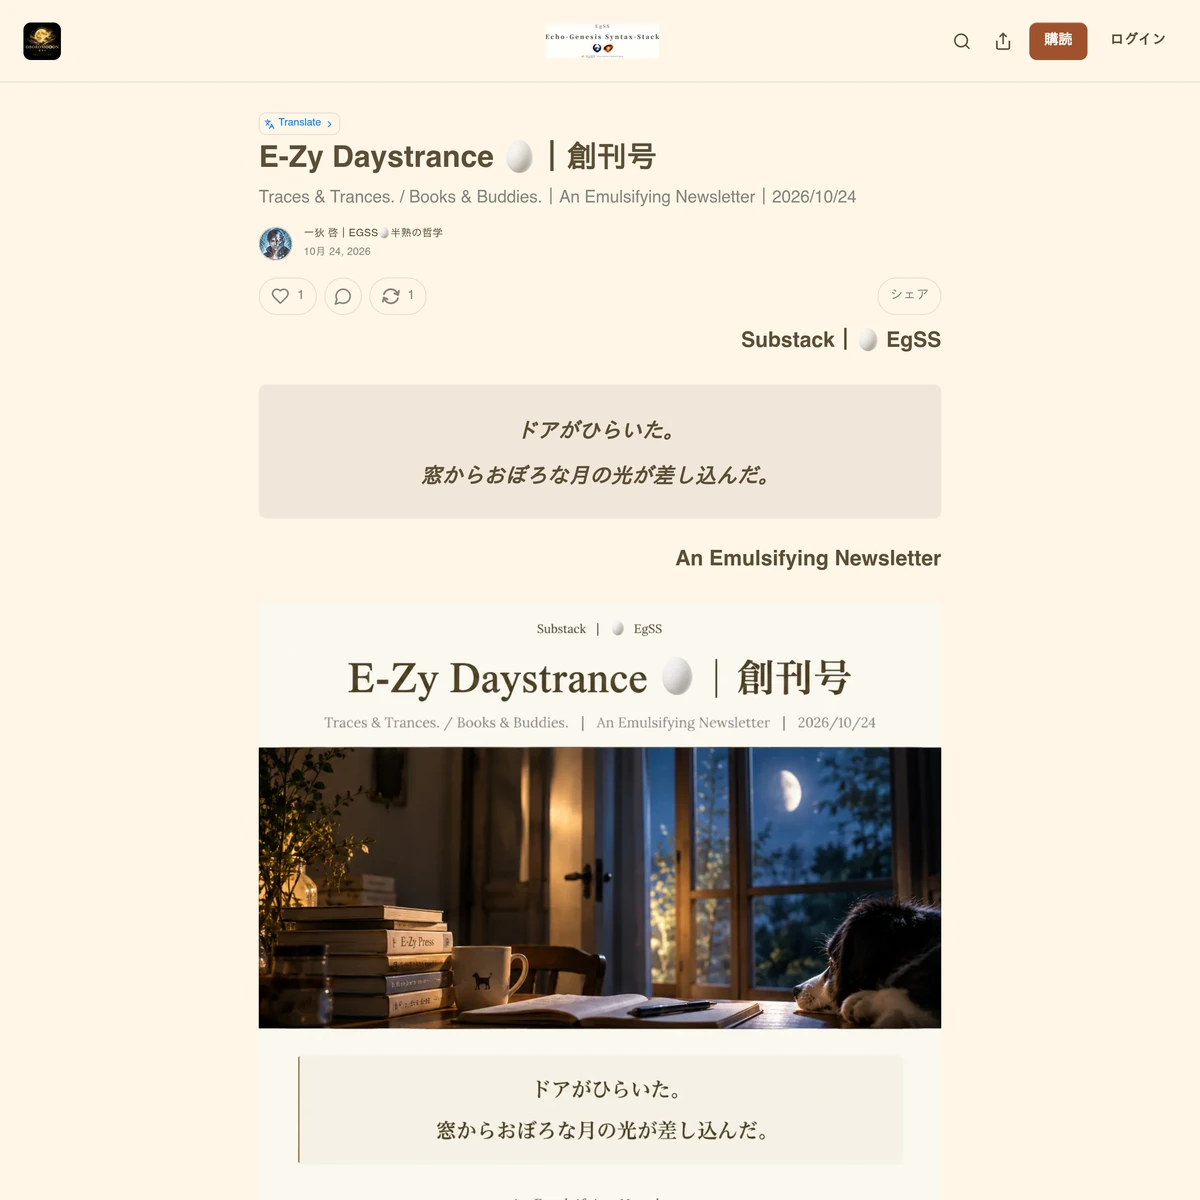 EgSS
Echo-Genesis Syntax-Stack
購読
ログイン
Translate
E-Zy Daystrance 🥚｜創刊号
Traces & Trances. / Books & Buddies.｜An Emulsifying Newsletter｜2026/10/24
一狄 啓 | EGSS🥚半熟の哲学
10月 24, 2026
1
1
シェア
Substack｜🥚 EgSS
ドアがひらいた。
窓からおぼろな月の光が差し込んだ。
An Emulsifying Newsletter
Substack | 🥚 EgSS
E-Zy Daystrance 🥚｜創刊号
Traces & Trances. / Books & Buddies. | An Emulsifying Newsletter | 2026/10/24
E-Zy Press
ドアがひらいた。
窓からおぼろな月の光が差し込んだ。